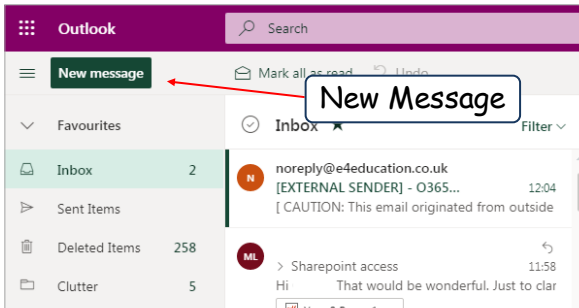 Outlook
Search
New message
Mark all as read
Undo
New Message
Favourites
Inbox ★
Filter
Inbox 2
noreply@e4education.co.uk
N
[EXTERNAL SENDER] - O365... 12:04
[ CAUTION: This email originated from outside
Sent Items
Deleted Items 258
ML
> Sharepoint access 11:58
Clutter 5
Hi That would be wonderful. Just to clar